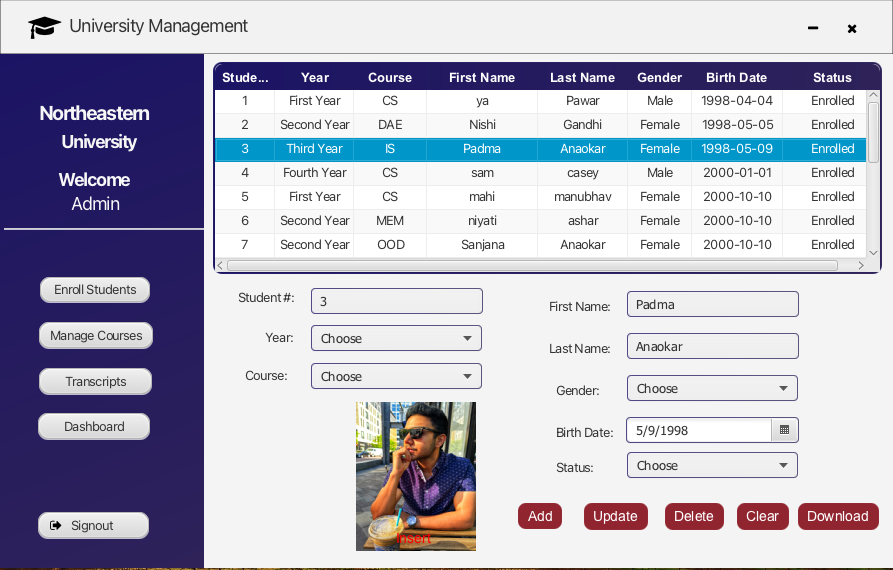 University Management
Northeastern
University
Welcome
Admin
Enroll Students
Manage Courses
Transcripts
Dashboard
Signout
Stude... Year Course First Name Last Name Gender Birth Date Status
1 First Year CS ya Pawar Male 1998-04-04 Enrolled
2 Second Year DAE Nishi Gandhi Female 1998-05-05 Enrolled
3 Third Year IS Padma Anaokar Female 1998-05-09 Enrolled
4 Fourth Year CS sam casey Male 2000-01-01 Enrolled
5 First Year CS mahi manubhav Female 2000-10-10 Enrolled
6 Second Year MEM niyati ashar Female 2000-10-10 Enrolled
7 Second Year OOD Sanjana Anaokar Female 2000-10-10 Enrolled
Student #: 3
Year: Choose
Course: Choose
Insert
First Name: Padma
Last Name: Anaokar
Gender: Choose
Birth Date: 5/9/1998
Status: Choose
Add Update Delete Clear Download